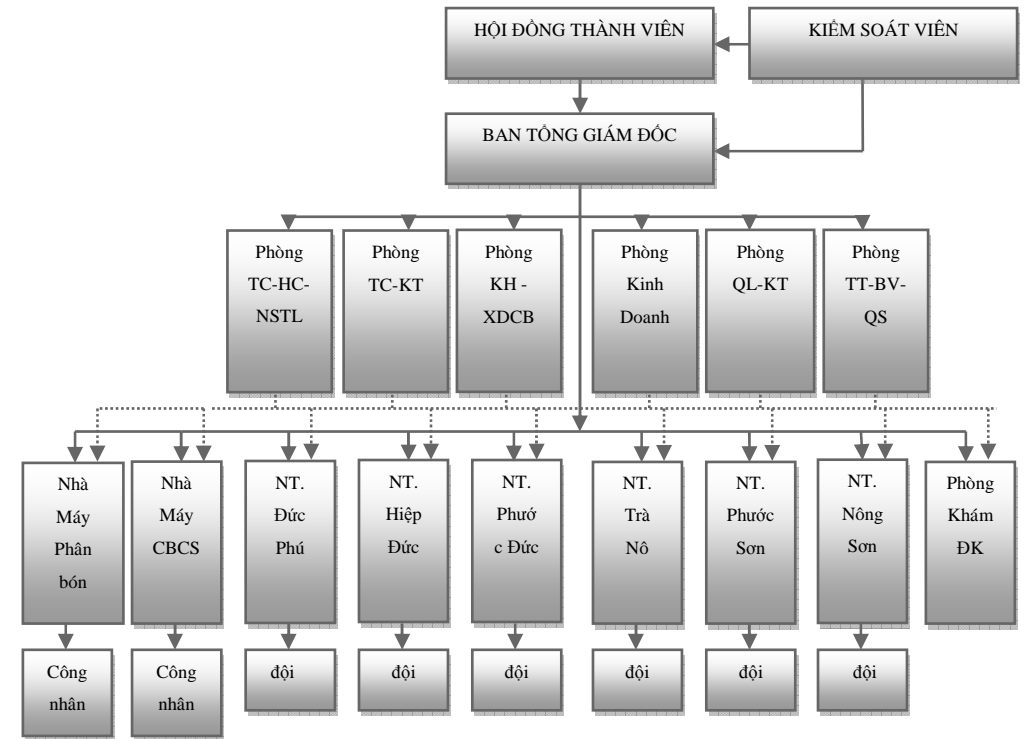 HỘI ĐỒNG THÀNH VIÊN
KIỂM SOÁT VIÊN
BAN TỔNG GIÁM ĐỐC
Phòng
TC-HC-
NSTL
Phòng
TC-KT
Phòng
KH -
XDCB
Phòng
Kinh
Doanh
Phòng
QL-KT
Phòng
TT-BV-
QS
Nhà
Máy
Phân
bón
Nhà
Máy
CBCS
NT.
Đức
Phú
NT.
Hiệp
Đức
NT.
Phướ
c Đức
NT.
Trà
Nô
NT.
Phước
Sơn
NT.
Nông
Sơn
Phòng
Khám
ĐK
Công
nhân
Công
nhân
đội
đội
đội
đội
đội
đội